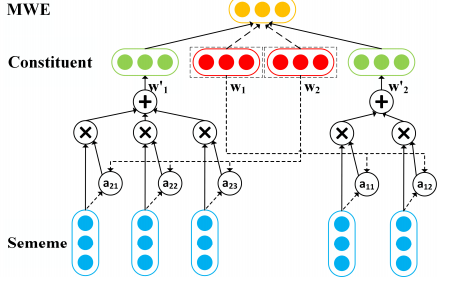 MWE
Constituent
w'1 w1 w2 w'2
+ +
× × × × ×
a21 a22 a23 a11 a12
Sememe